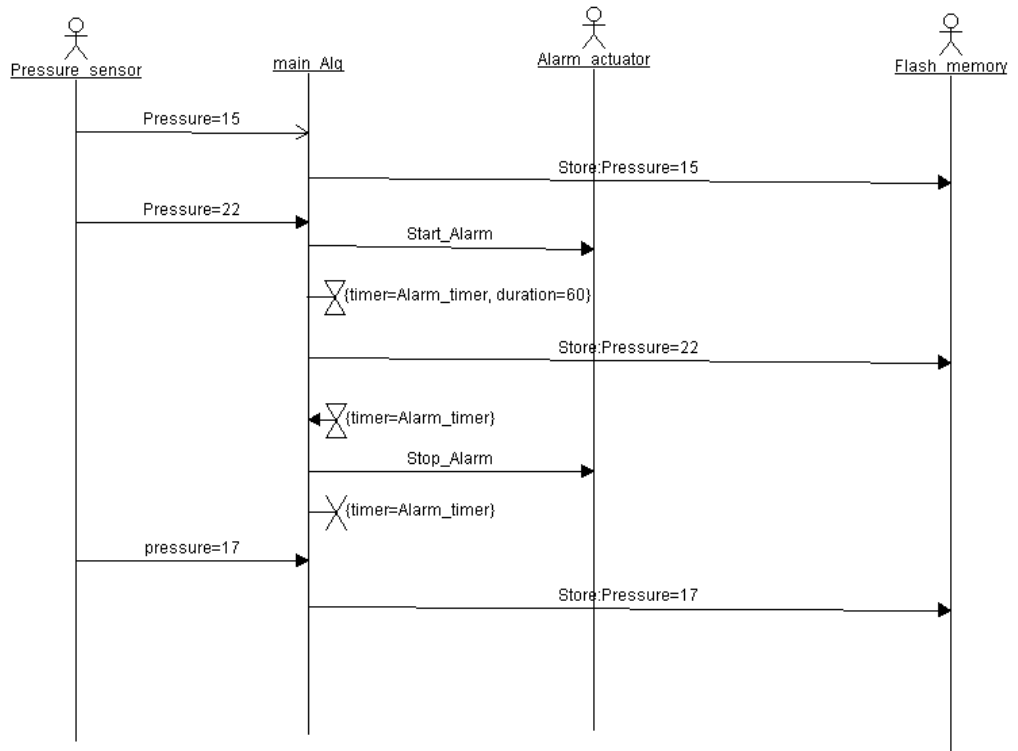 Pressure_sensor
main_Alg
Alarm_actuator
Flash_memory
Pressure=15
Store:Pressure=15
Pressure=22
Start_Alarm
{timer=Alarm_timer, duration=60}
Store:Pressure=22
{timer=Alarm_timer}
Stop_Alarm
{timer=Alarm_timer}
pressure=17
Store:Pressure=17